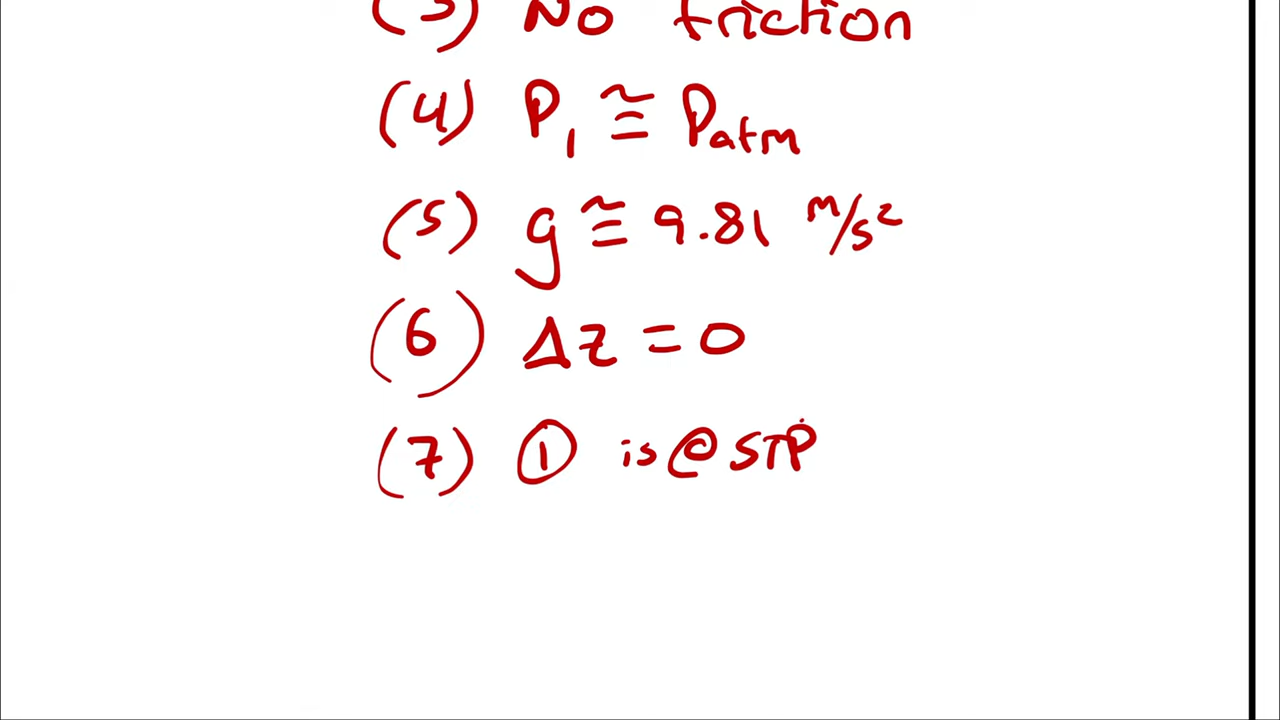 (3) No friction
(4) P₁ ≅ Patm
(5) g ≅ 9.81 m/s²
(6) Δz = 0
(7) ① is @ STP